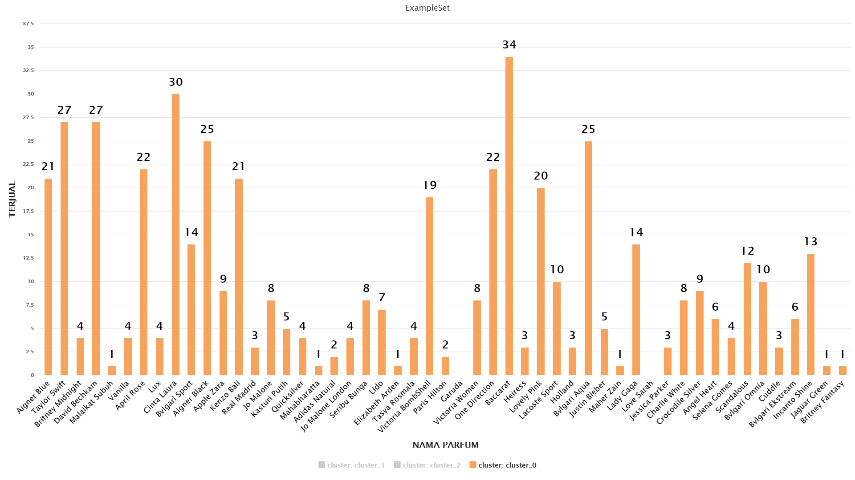 ExampleSet
37.5
35
32.5
30
27.5
25
22.5
20
17.5
15
12.5
10
7.5
5
2.5
0
TERJUAL
21
27
4
27
1
4
22
4
30
14
25
9
21
3
8
5
4
1
2
4
8
7
1
4
19
2
8
22
34
3
20
10
3
25
5
1
14
3
8
9
6
4
12
10
3
6
13
1
1
Aigner Blue
Taylor Swift
Britney Midnight
David Bechkam
Malaikat Subuh
Vanilla
April Rose
Lux
Cinta Laura
Bvlgari Sport
Aigner Black
Apple Zara
Kenzo Bali
Real Madrid
Jo Malone
Kasturi Putih
Quicksilver
Mahabharatta
Adidas Natural
Jo Malone London
Seribu Bunga
Lido
Elizabeth Arden
Tasya Rosmala
Victoria BombShell
Paris Hilton
Garuda
Victoria Women
One Direction
Baccarat
Heiress
Lovely Pink
Lacoste Sport
Holland
Bvlgari Aqua
Justin Bieber
Maher Zain
Lady Gaga
Love Sarah
Jessica Parker
Charlie White
Crocodile Silver
Angel Heart
Selena Gomes
Scandalous
Bvlgari Omnia
Cuddle
Bvlgari Ekstream
Incanto Shine
Jaguar Green
Britney Fantasy
NAMA PARFUM
cluster: cluster_1 cluster: cluster_2 cluster: cluster_0